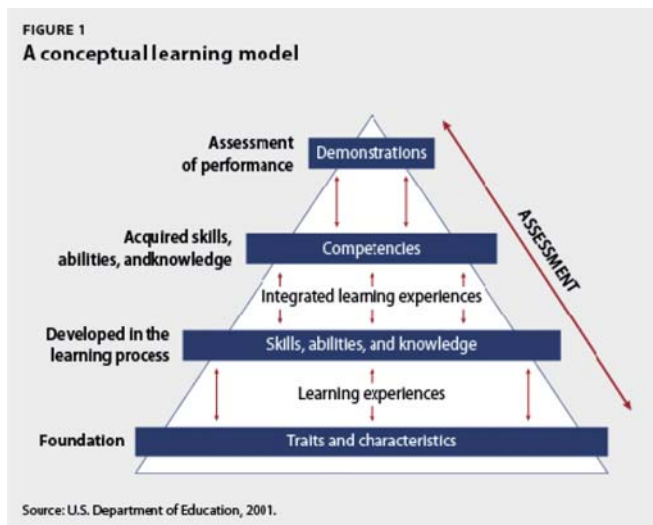 FIGURE 1
A conceptual learning model
Assessment
of performance
Demonstrations
Acquired skills,
abilities, andknowledge
Competencies
ASSESSMENT
Integrated learning experiences
Developed in the
learning process
Skills, abilities, and knowledge
Learning experiences
Foundation
Traits and characteristics
Source: U.S. Department of Education, 2001.